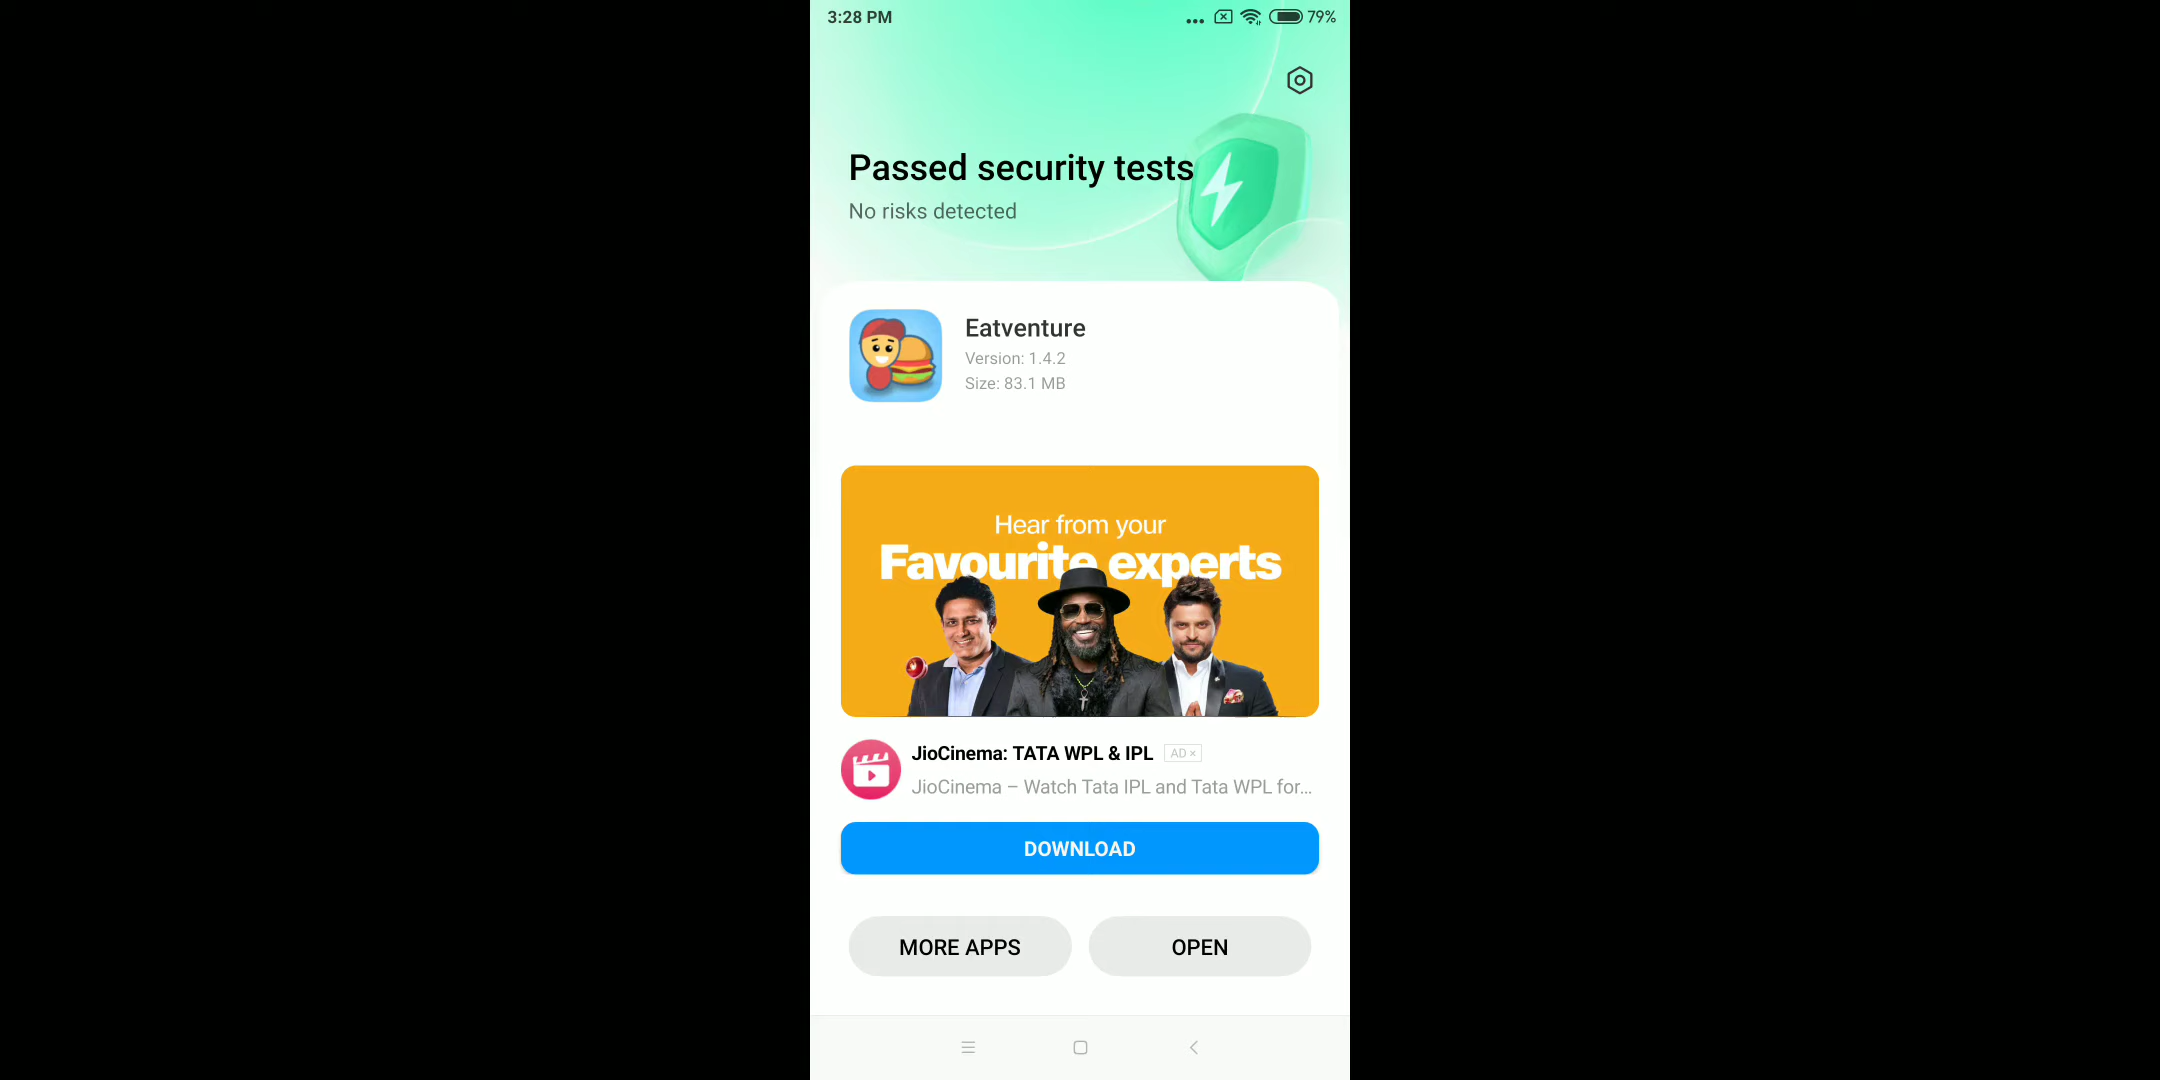 3:28 PM
79%
Passed security tests
No risks detected
Eatventure
Version: 1.4.2
Size: 83.1 MB
Hear from your
Favourite experts
JioCinema: TATA WPL & IPL
AD ×
JioCinema – Watch Tata IPL and Tata WPL for...
DOWNLOAD
MORE APPS
OPEN